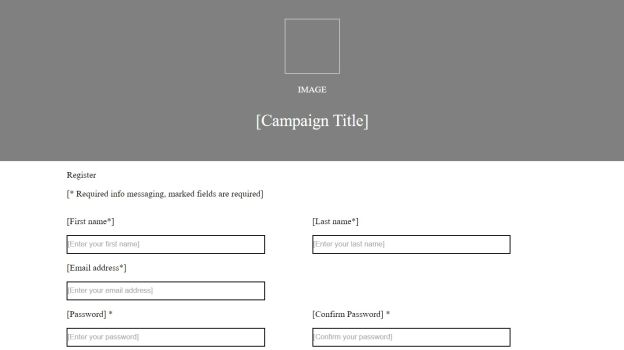 IMAGE
[Campaign Title]
Register
[* Required info messaging, marked fields are required]
[First name*] [Last name*]
[Enter your first name] [Enter your last name]
[Email address*]
[Enter your email address]
[Password] * [Confirm Password] *
[Enter your password] [Confirm your password]